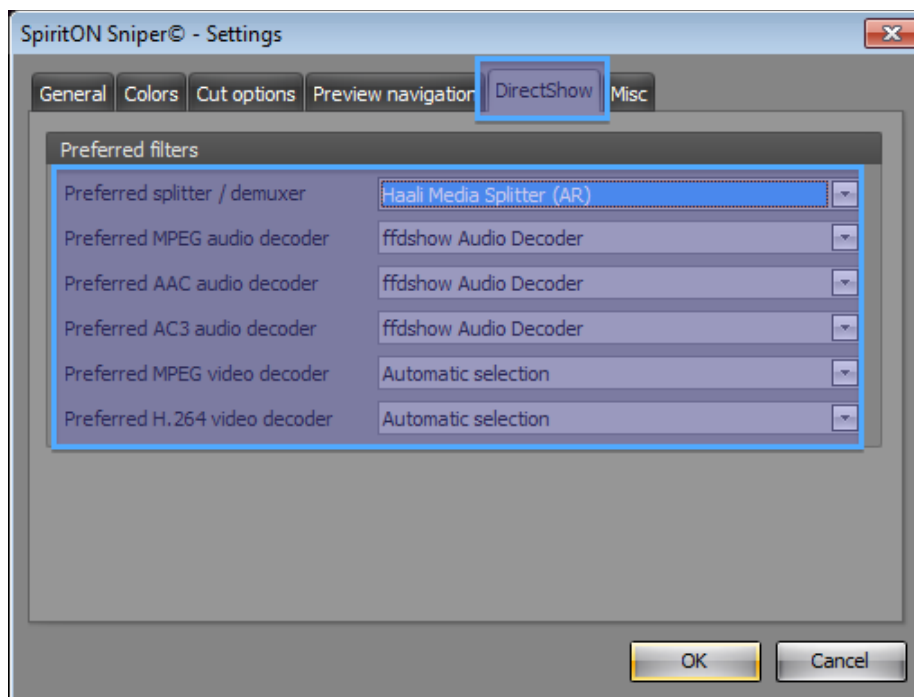 SpiritON Sniper© - Settings
General Colors Cut options Preview navigation DirectShow Misc
Preferred filters
Preferred splitter / demuxer Haali Media Splitter (AR)
Preferred MPEG audio decoder ffdshow Audio Decoder
Preferred AAC audio decoder ffdshow Audio Decoder
Preferred AC3 audio decoder ffdshow Audio Decoder
Preferred MPEG video decoder Automatic selection
Preferred H.264 video decoder Automatic selection
OK Cancel